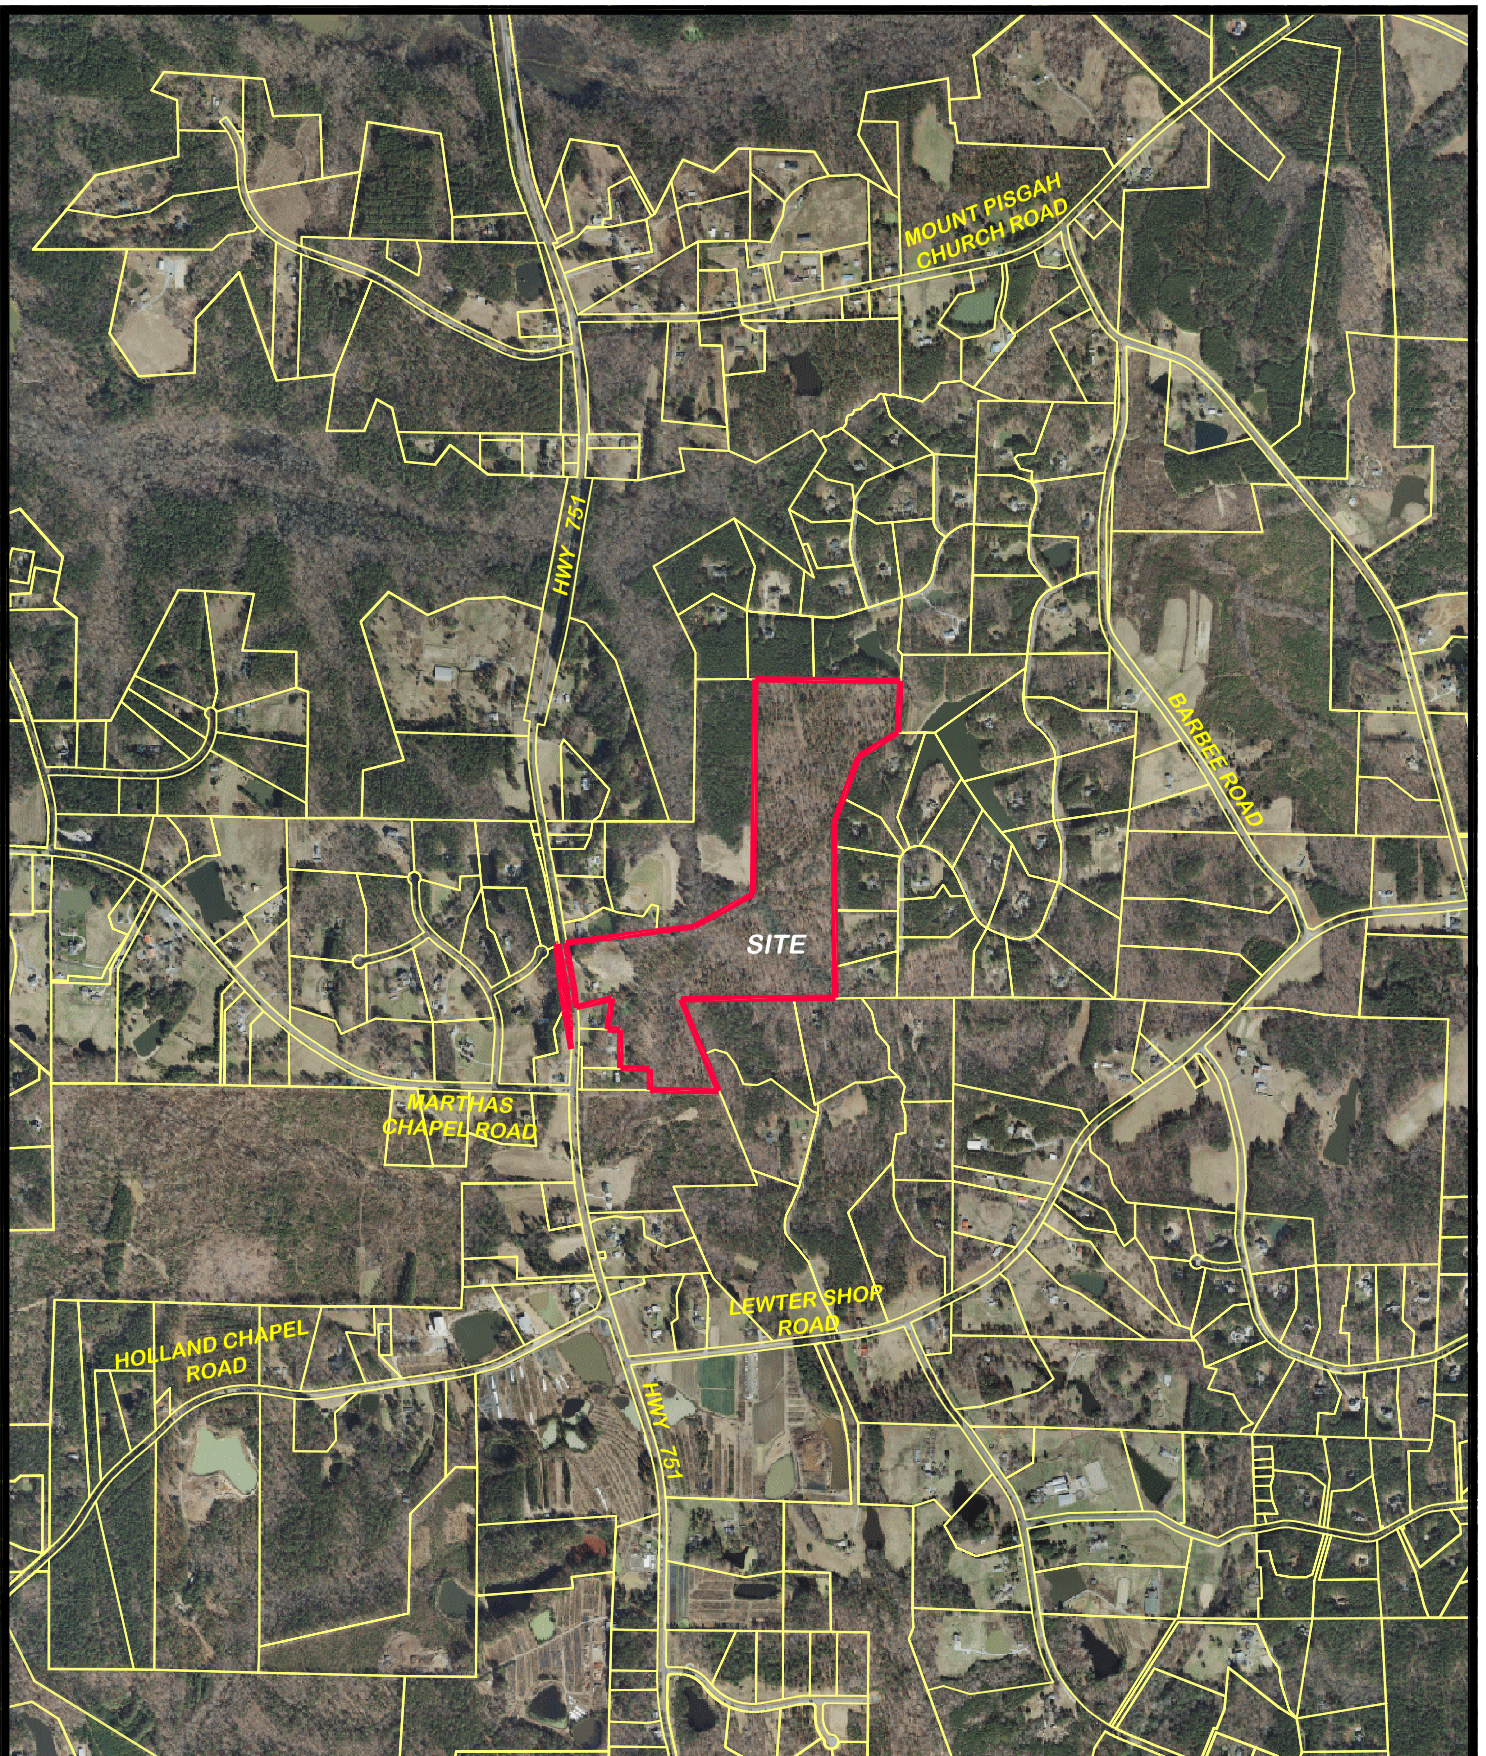 MOUNT PISGAH
CHURCH ROAD
HWY 751
BARBEE ROAD
SITE
MARTHAS
CHAPEL ROAD
LEWTER SHOP
ROAD
HOLLAND CHAPEL
ROAD
HWY 751